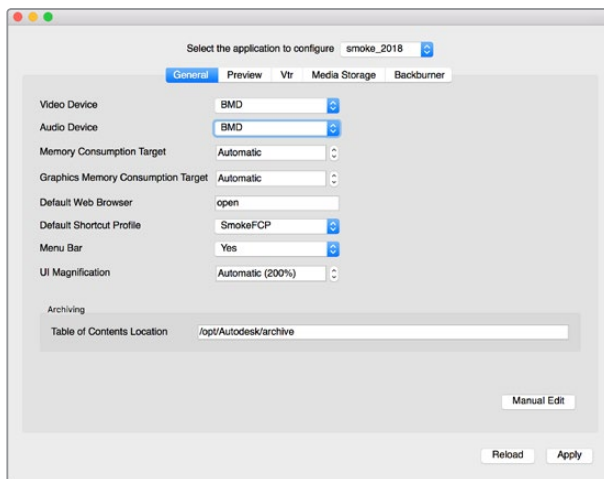 Select the application to configure smoke_2018
General Preview Vtr Media Storage Backburner
Video Device BMD
Audio Device BMD
Memory Consumption Target Automatic
Graphics Memory Consumption Target Automatic
Default Web Browser open
Default Shortcut Profile SmokeFCP
Menu Bar Yes
UI Magnification Automatic (200%)
Archiving
Table of Contents Location /opt/Autodesk/archive
Manual Edit
Reload Apply